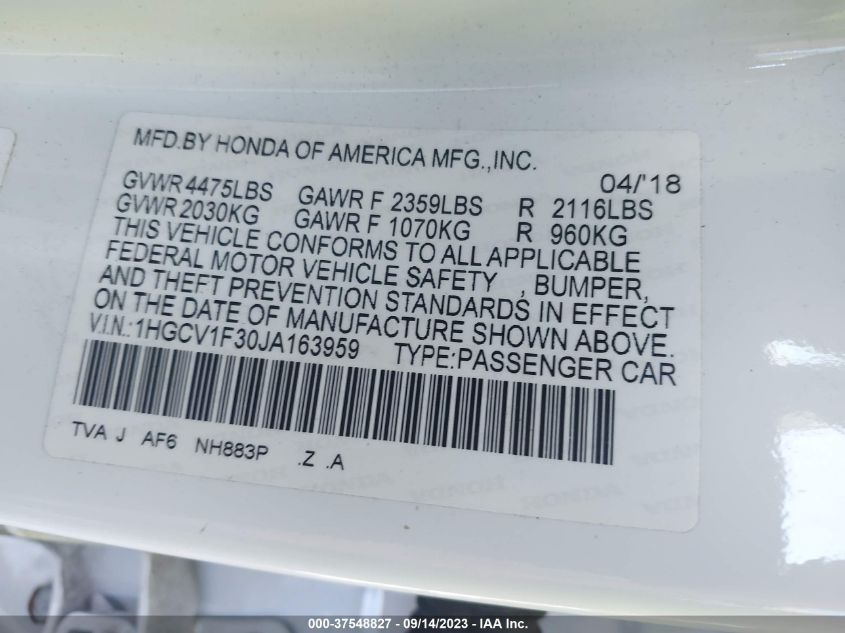 MFD.BY HONDA OF AMERICA MFG.,INC.
04/'18
GVWR 4475LBS GAWR F 2359LBS R 2116LBS
GVWR 2030KG GAWR F 1070KG R 960KG
THIS VEHICLE CONFORMS TO ALL APPLICABLE
FEDERAL MOTOR VEHICLE SAFETY , BUMPER,
AND THEFT PREVENTION STANDARDS IN EFFECT
ON THE DATE OF MANUFACTURE SHOWN ABOVE.
V.I.N.:1HGCV1F30JA163959 TYPE:PASSENGER CAR
TVA J AF6 NH883P .Z .A
HONDA HONDA
000-37548827 - 09/14/2023 - IAA Inc.